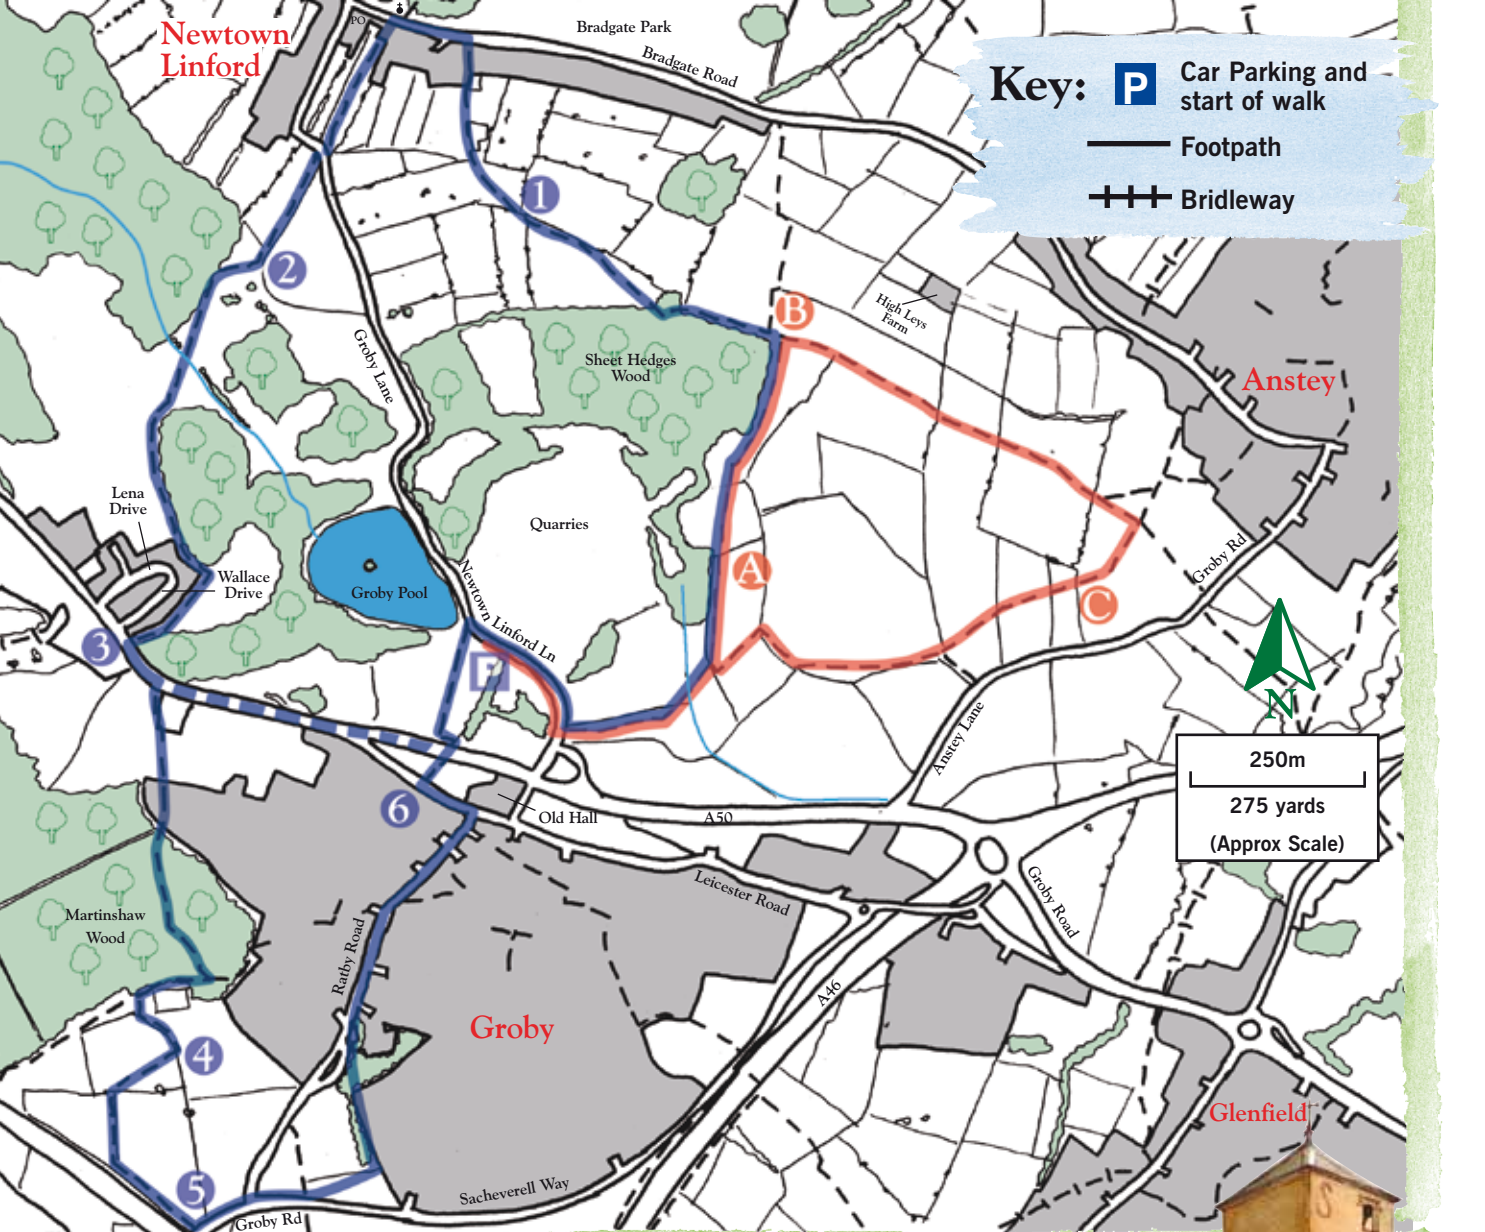 Newtown
Linford
PO
Bradgate Park
Bradgate Road
Key:
P
Car Parking and
start of walk
Footpath
Bridleway
1
2
B
High Leys
Farm
Groby Lane
Sheet Hedges
Wood
Anstey
Lena
Drive
Quarries
Groby Rd
Wallace
Drive
Groby Pool
A
Newtown Linford Ln
C
3
P
N
Anstey Lane
250m
275 yards
(Approx Scale)
6
Old Hall
A50
Leicester Road
Groby Road
Martinshaw
Wood
Ratby Road
A46
Groby
4
Glenfield
5
Sacheverell Way
Groby Rd
S